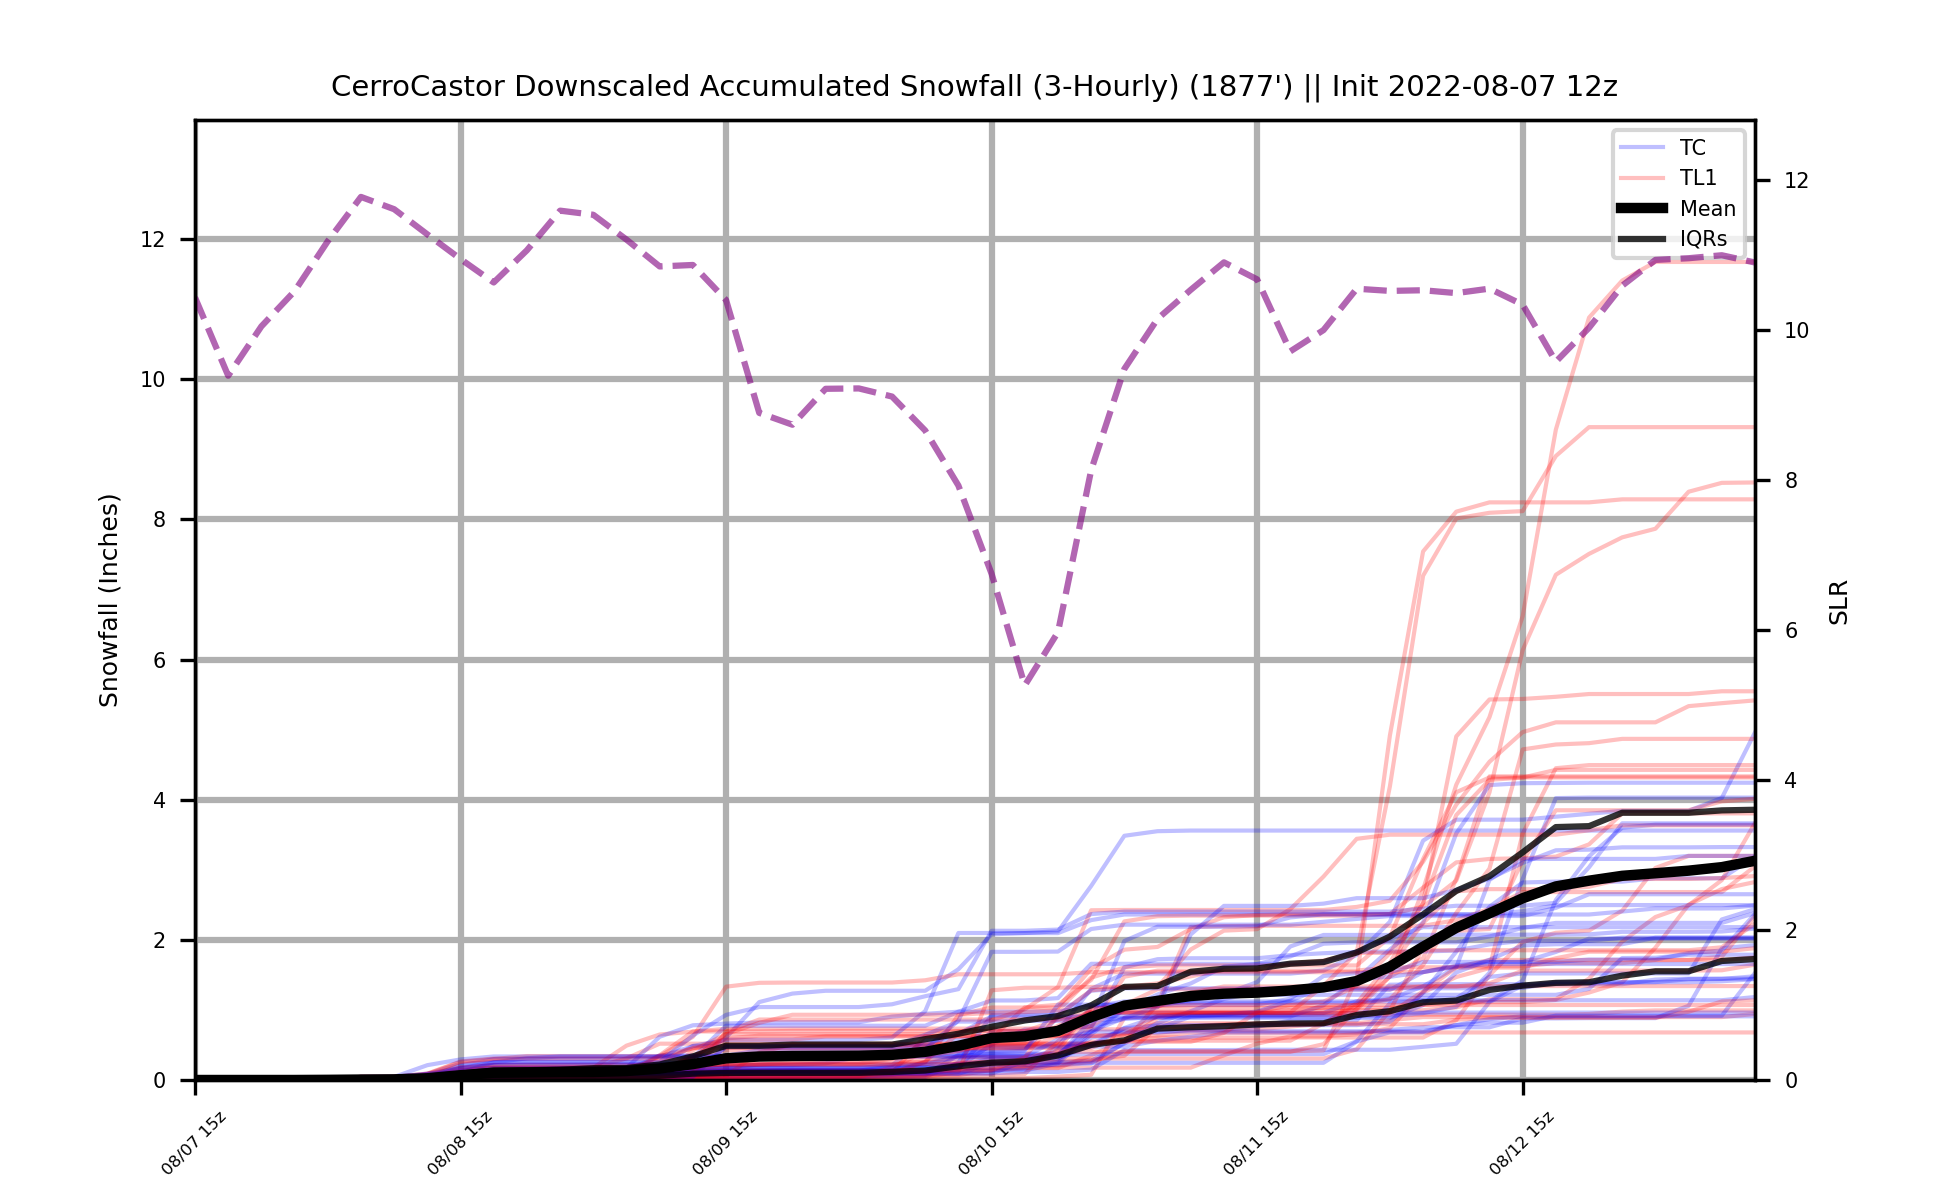 CerroCastor Downscaled Accumulated Snowfall (3-Hourly) (1877') || Init 2022-08-07 12z
TC
TL1
Mean
IQRs
12
10
8
6
4
2
0
Snowfall (Inches)
12
10
8
6
4
2
0
SLR
08/07 15z
08/08 15z
08/09 15z
08/10 15z
08/11 15z
08/12 15z